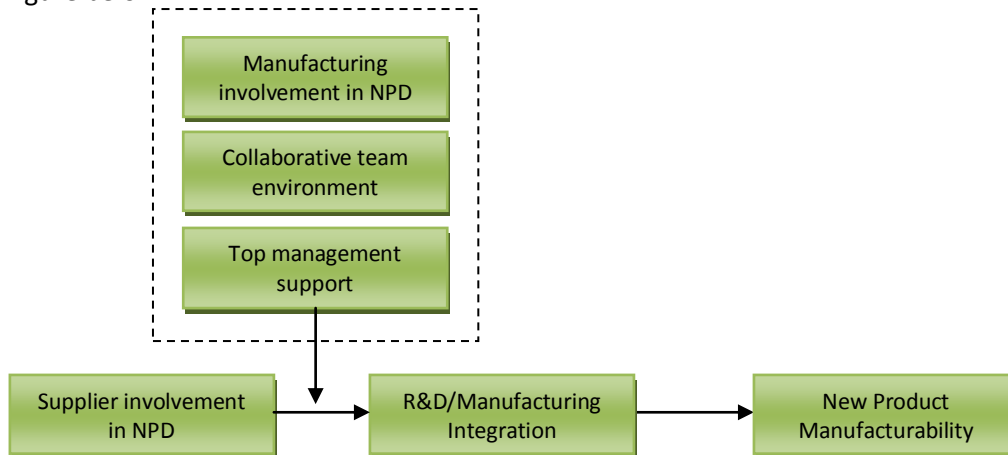 Manufacturing
involvement in NPD
Collaborative team
environment
Top management
support
Supplier involvement
in NPD
R&D/Manufacturing
Integration
New Product
Manufacturability